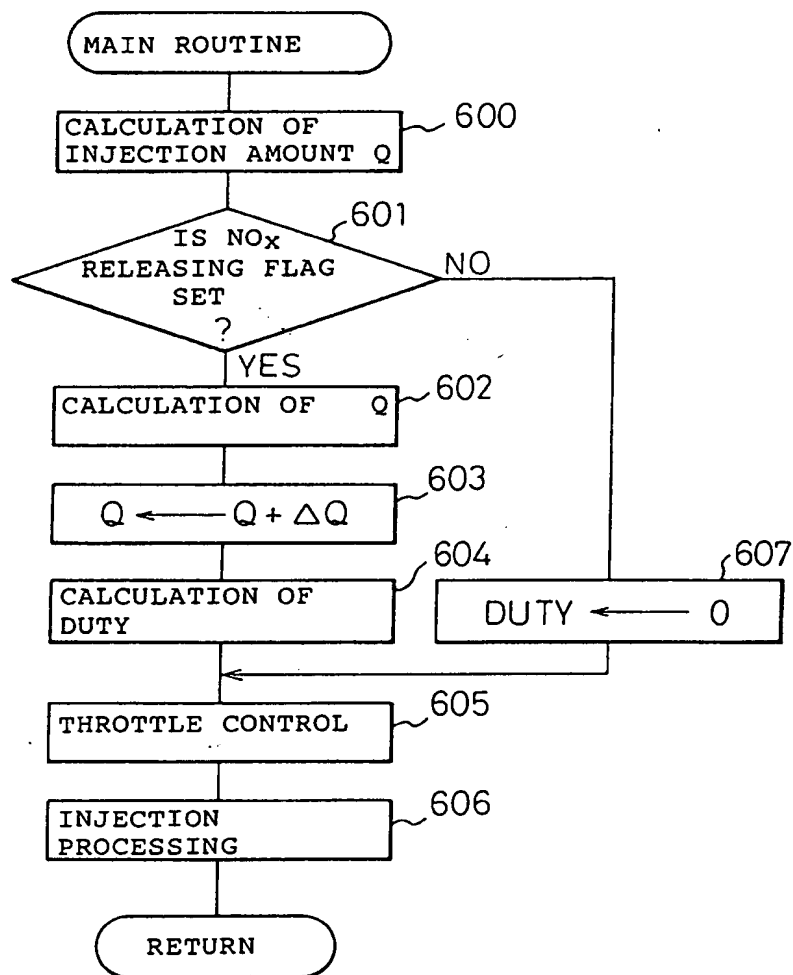 MAIN ROUTINE
CALCULATION OF
INJECTION AMOUNT Q
600
601
IS NOx
RELEASING FLAG
SET
?
NO
YES
CALCULATION OF Q
602
Q ← Q + △Q
603
CALCULATION OF
DUTY
604
DUTY ← 0
607
THROTTLE CONTROL
605
INJECTION
PROCESSING
606
RETURN